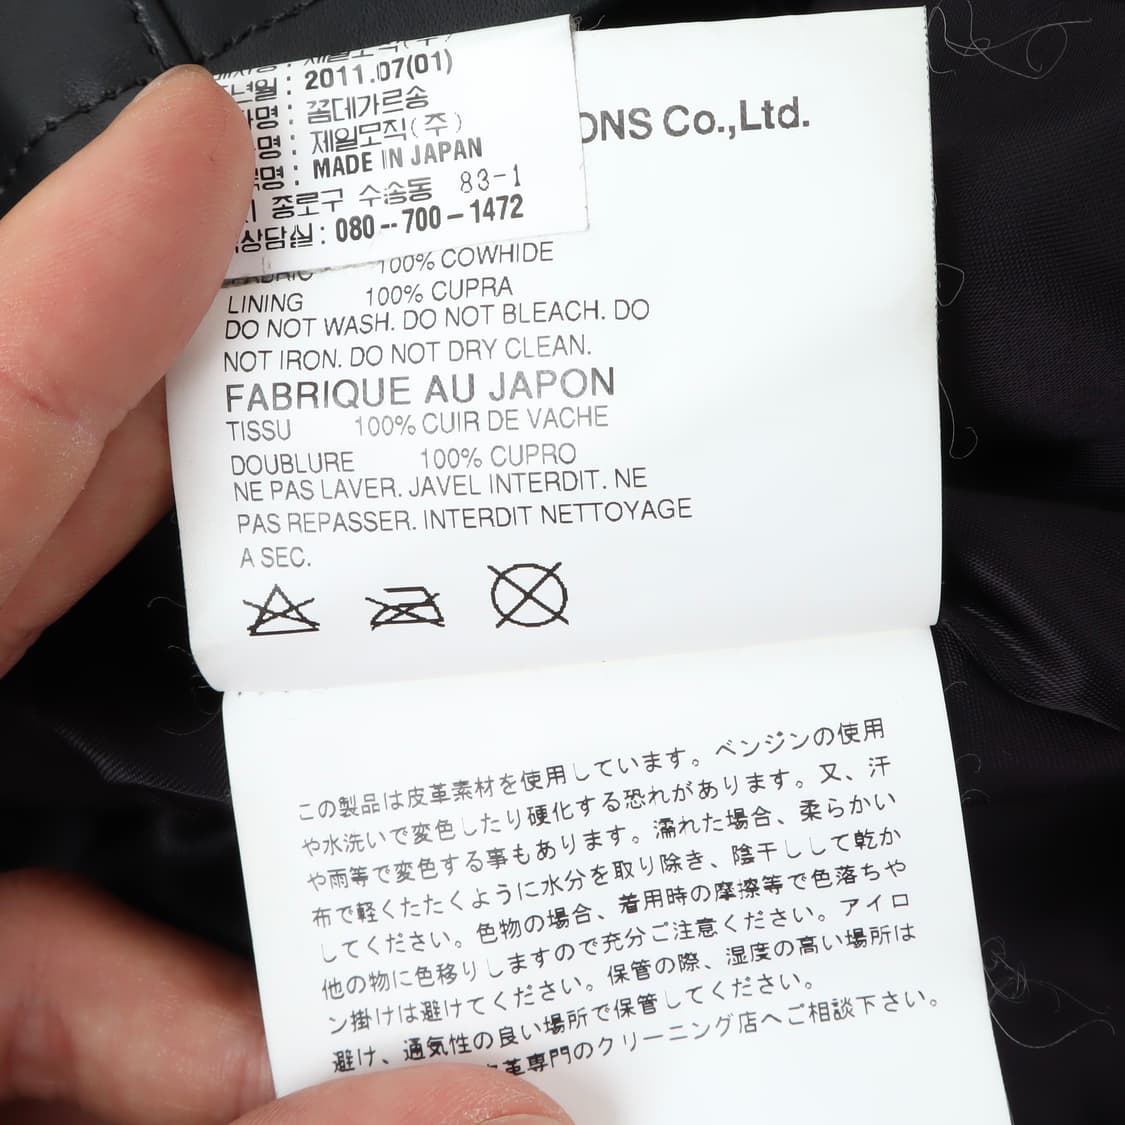 제일모직(주)
년월 : 2011.07(01)
명 : 꼼데가르송
명 : 제일모직(주)
명 : MADE IN JAPAN
종로구 수송동 83-1
상담실 : 080-700-1472
ONS Co.,Ltd.
FABRIC 100% COWHIDE
LINING 100% CUPRA
DO NOT WASH. DO NOT BLEACH. DO
NOT IRON. DO NOT DRY CLEAN.
FABRIQUE AU JAPON
TISSU 100% CUIR DE VACHE
DOUBLURE 100% CUPRO
NE PAS LAVER. JAVEL INTERDIT. NE
PAS REPASSER. INTERDIT NETTOYAGE
A SEC.
この製品は皮革素材を使用しています。ベンジンの使用
や水洗いで変色したり硬化する恐れがあります。又、汗
や雨等で変色する事もあります。濡れた場合、柔らかい
布で軽くたたくように水分を取り除き、陰干しして乾か
してください。色物の場合、着用時の摩擦等で色落ちや
他の物に色移りしますので充分ご注意ください。アイロ
ン掛けは避けてください。保管の際、湿度の高い場所は
避け、通気性の良い場所で保管してください。
革専門のクリーニング店へご相談下さい。